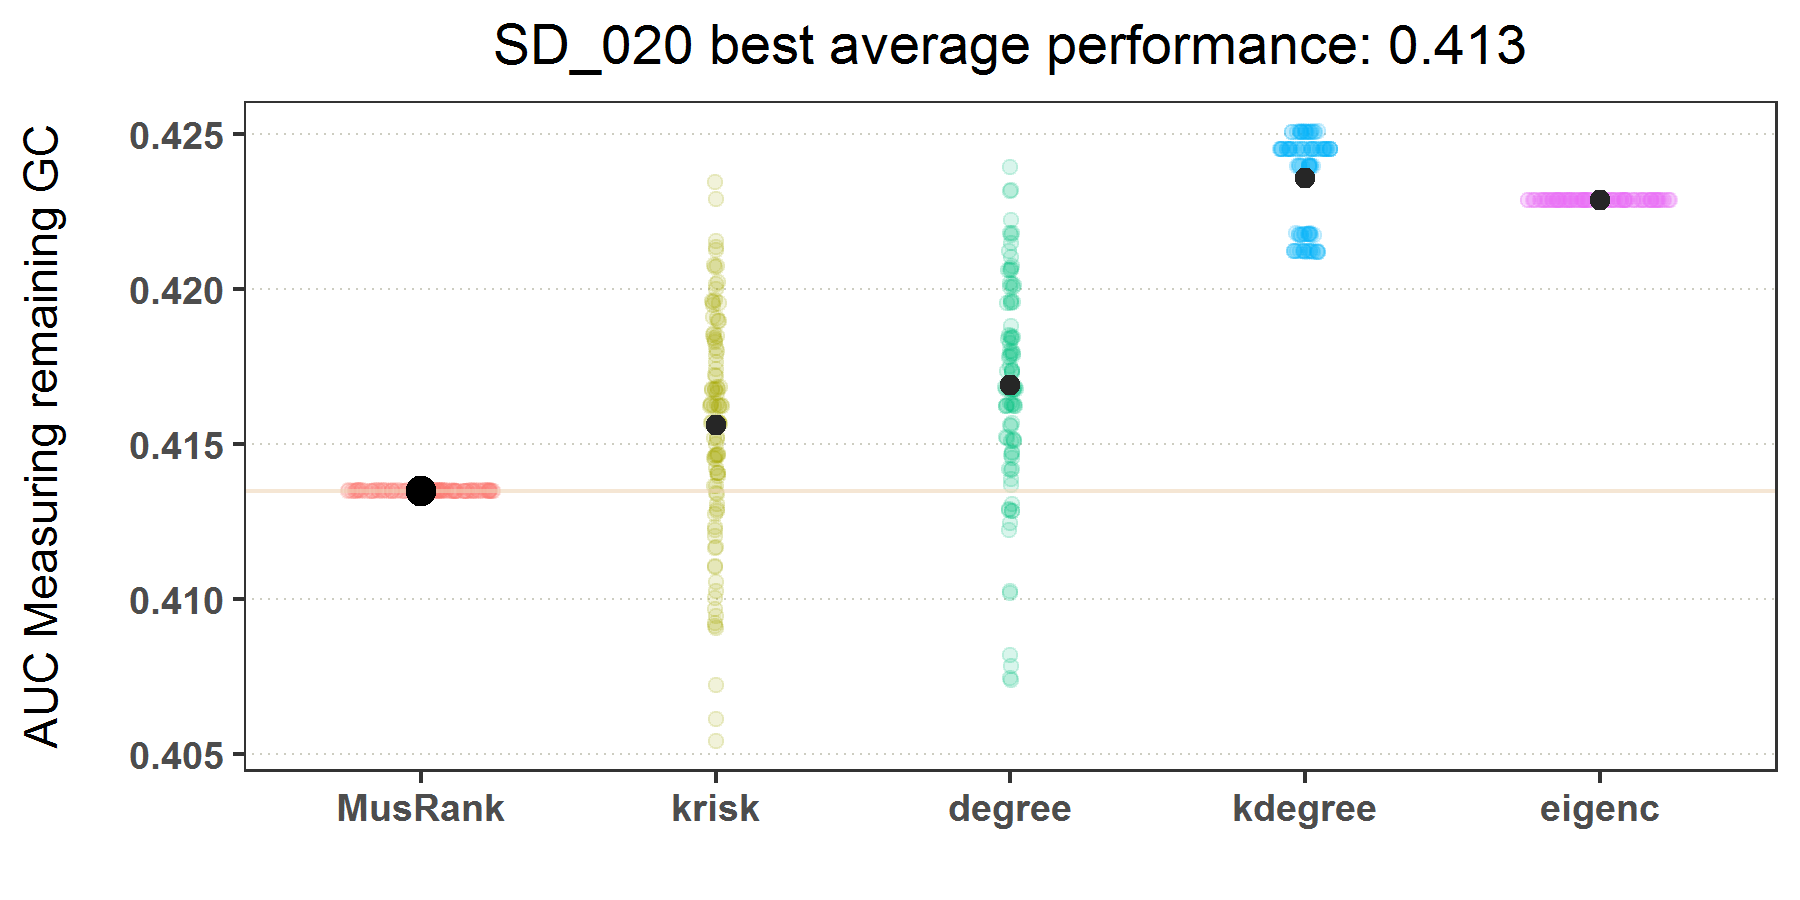 SD_020 best average performance: 0.413
AUC Measuring remaining GC
0.425
0.420
0.415
0.410
0.405
MusRank krisk degree kdegree eigenc